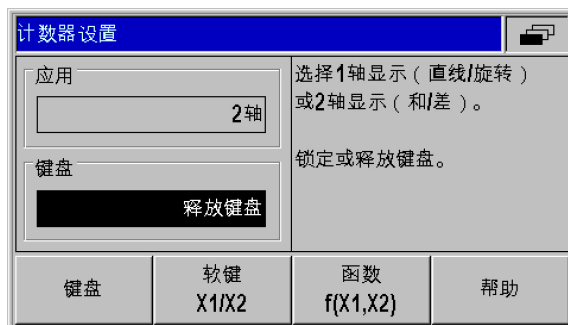 计数器设置
应用
2轴
键盘
释放键盘
选择1轴显示（直线/旋转）
或2轴显示（和/差）。
锁定或释放键盘。
键盘
软键
X1/X2
函数
f(X1,X2)
帮助